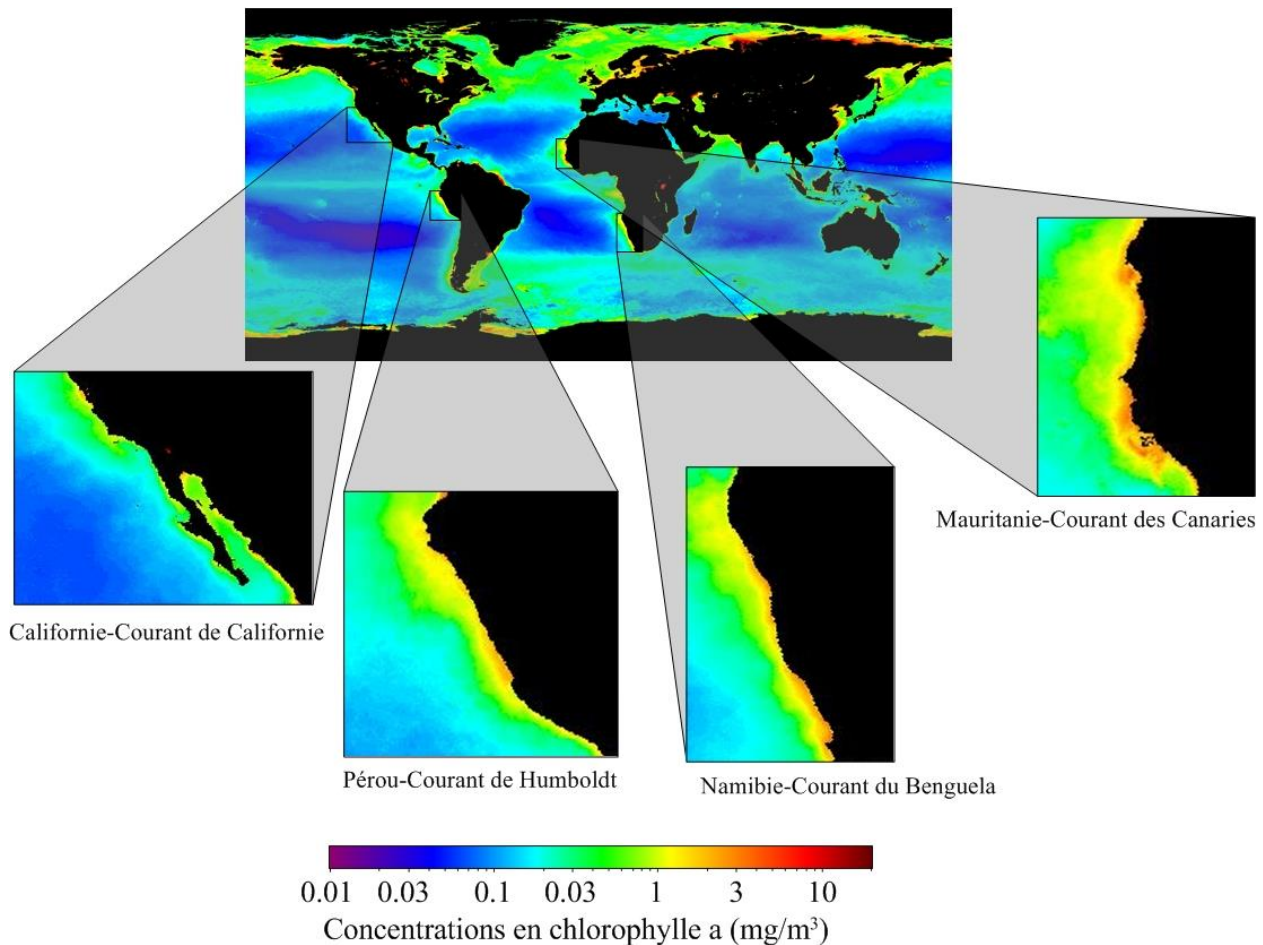 Mauritanie-Courant des Canaries
Californie-Courant de Californie
Pérou-Courant de Humboldt
Namibie-Courant du Benguela
0.01 0.03 0.1 0.03 1 3 10
Concentrations en chlorophylle a (mg/m³)